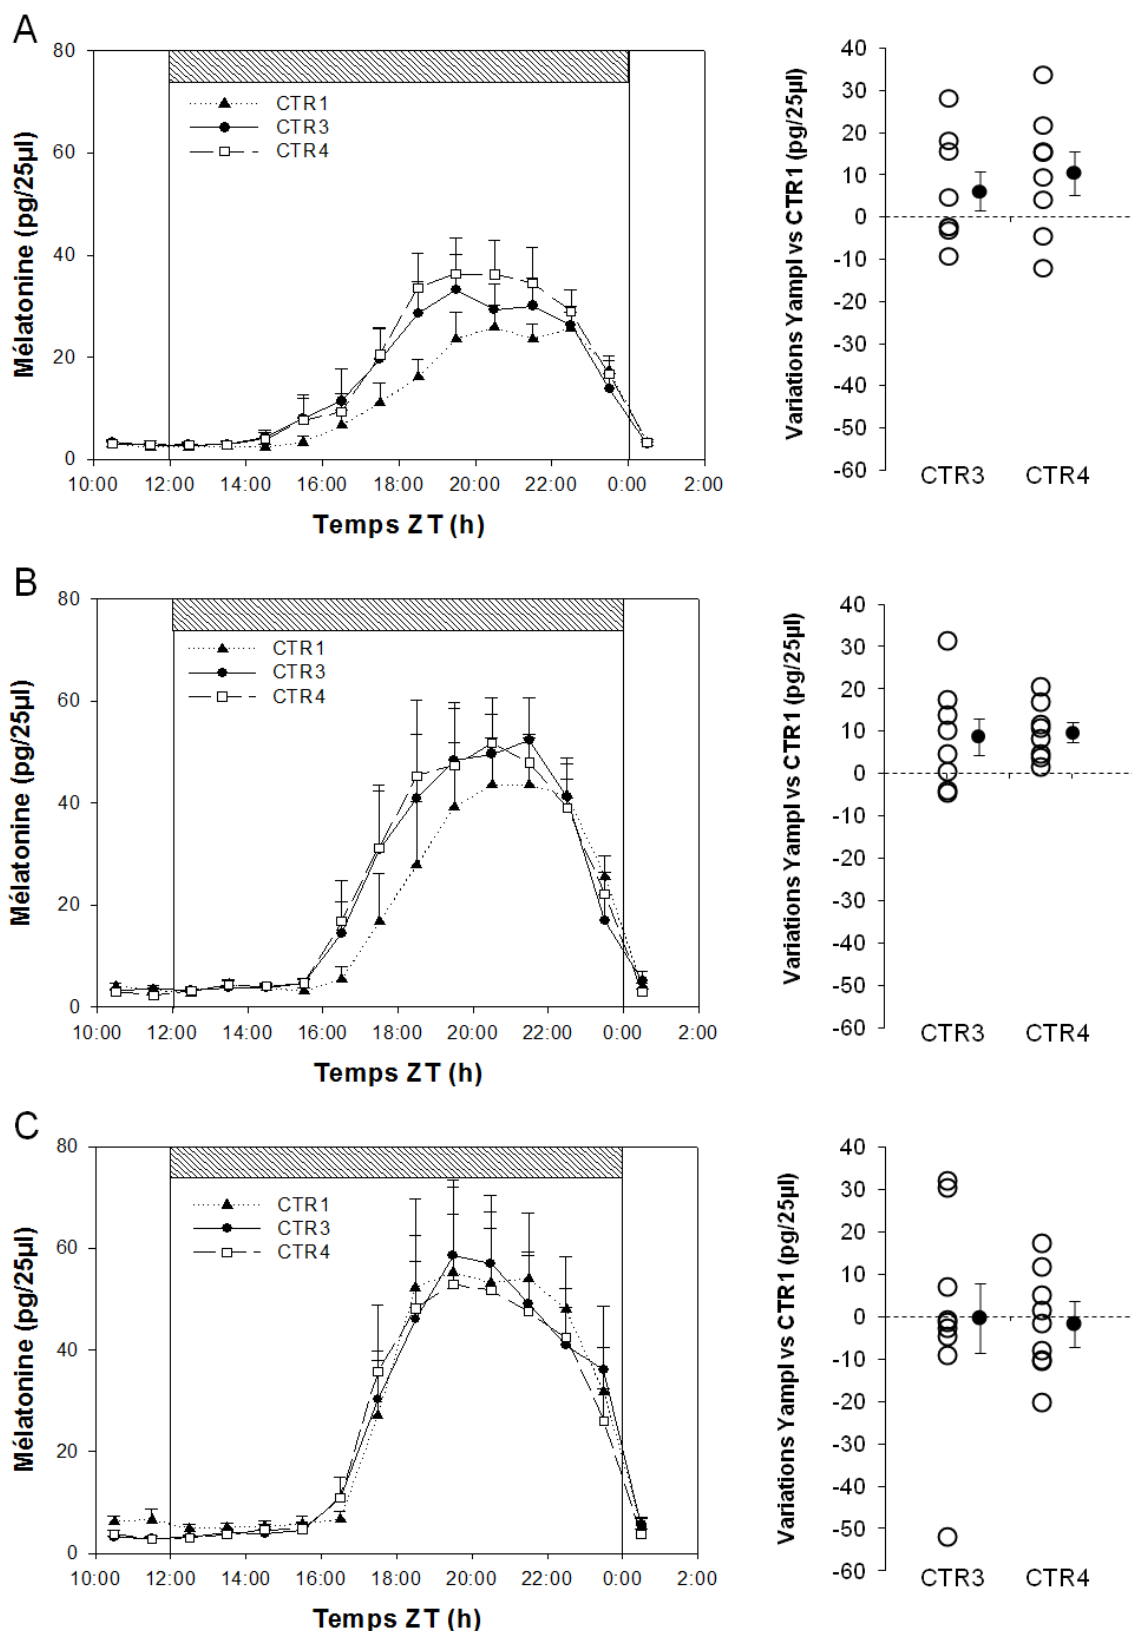 A
Mélatonine (pg/25µl)
80
60
40
20
0
CTR1
CTR3
CTR4
10:00 12:00 14:00 16:00 18:00 20:00 22:00 0:00 2:00
Temps ZT (h)
Variations Yampl vs CTR1 (pg/25µl)
40
30
20
10
0
-10
-20
-30
-40
-50
-60
CTR3 CTR4
B
Mélatonine (pg/25µl)
80
60
40
20
0
CTR1
CTR3
CTR4
10:00 12:00 14:00 16:00 18:00 20:00 22:00 0:00 2:00
Temps ZT (h)
Variations Yampl vs CTR1 (pg/25µl)
40
30
20
10
0
-10
-20
-30
-40
-50
-60
CTR3 CTR4
C
Mélatonine (pg/25µl)
80
60
40
20
0
CTR1
CTR3
CTR4
10:00 12:00 14:00 16:00 18:00 20:00 22:00 0:00 2:00
Temps ZT (h)
Variations Yampl vs CTR1 (pg/25µl)
40
30
20
10
0
-10
-20
-30
-40
-50
-60
CTR3 CTR4